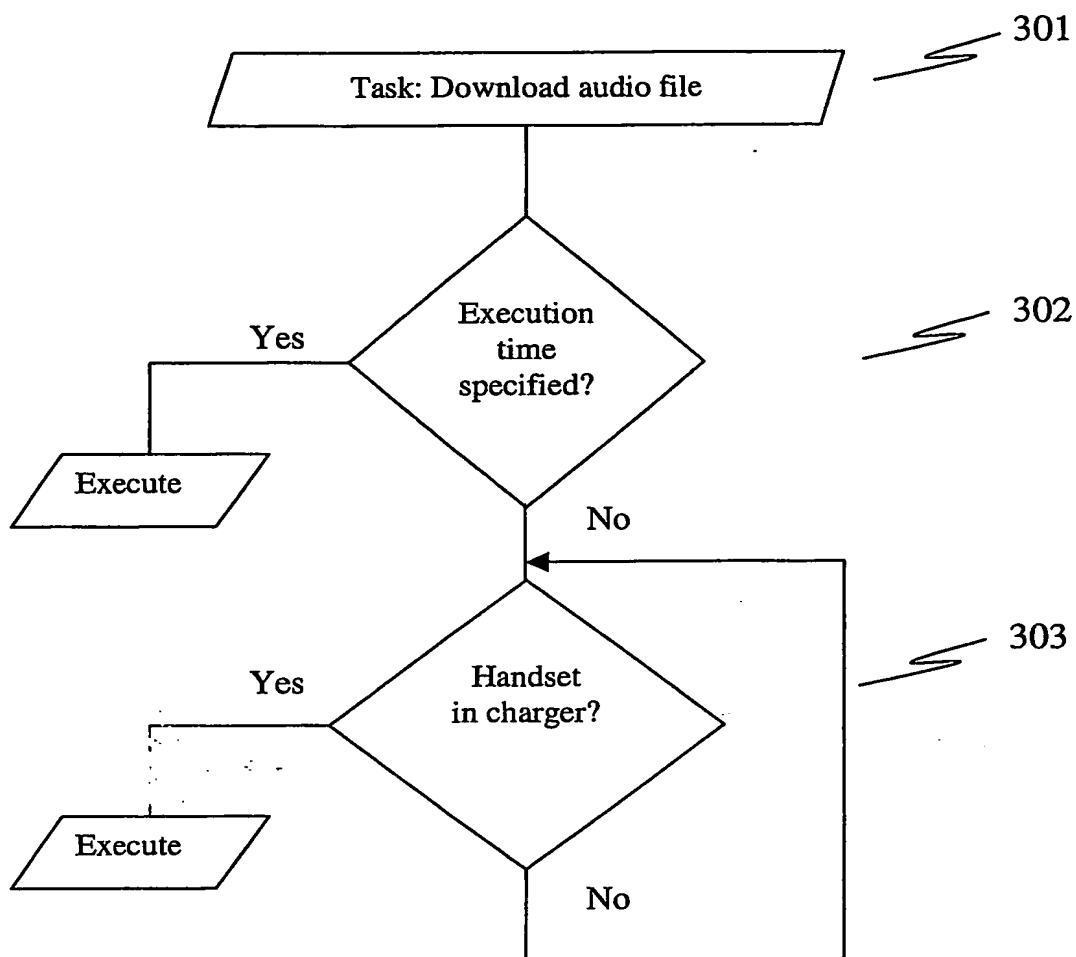 301
Task: Download audio file
302
Execution
time
specified?
Yes
Execute
No
303
Handset
in charger?
Yes
Execute
No